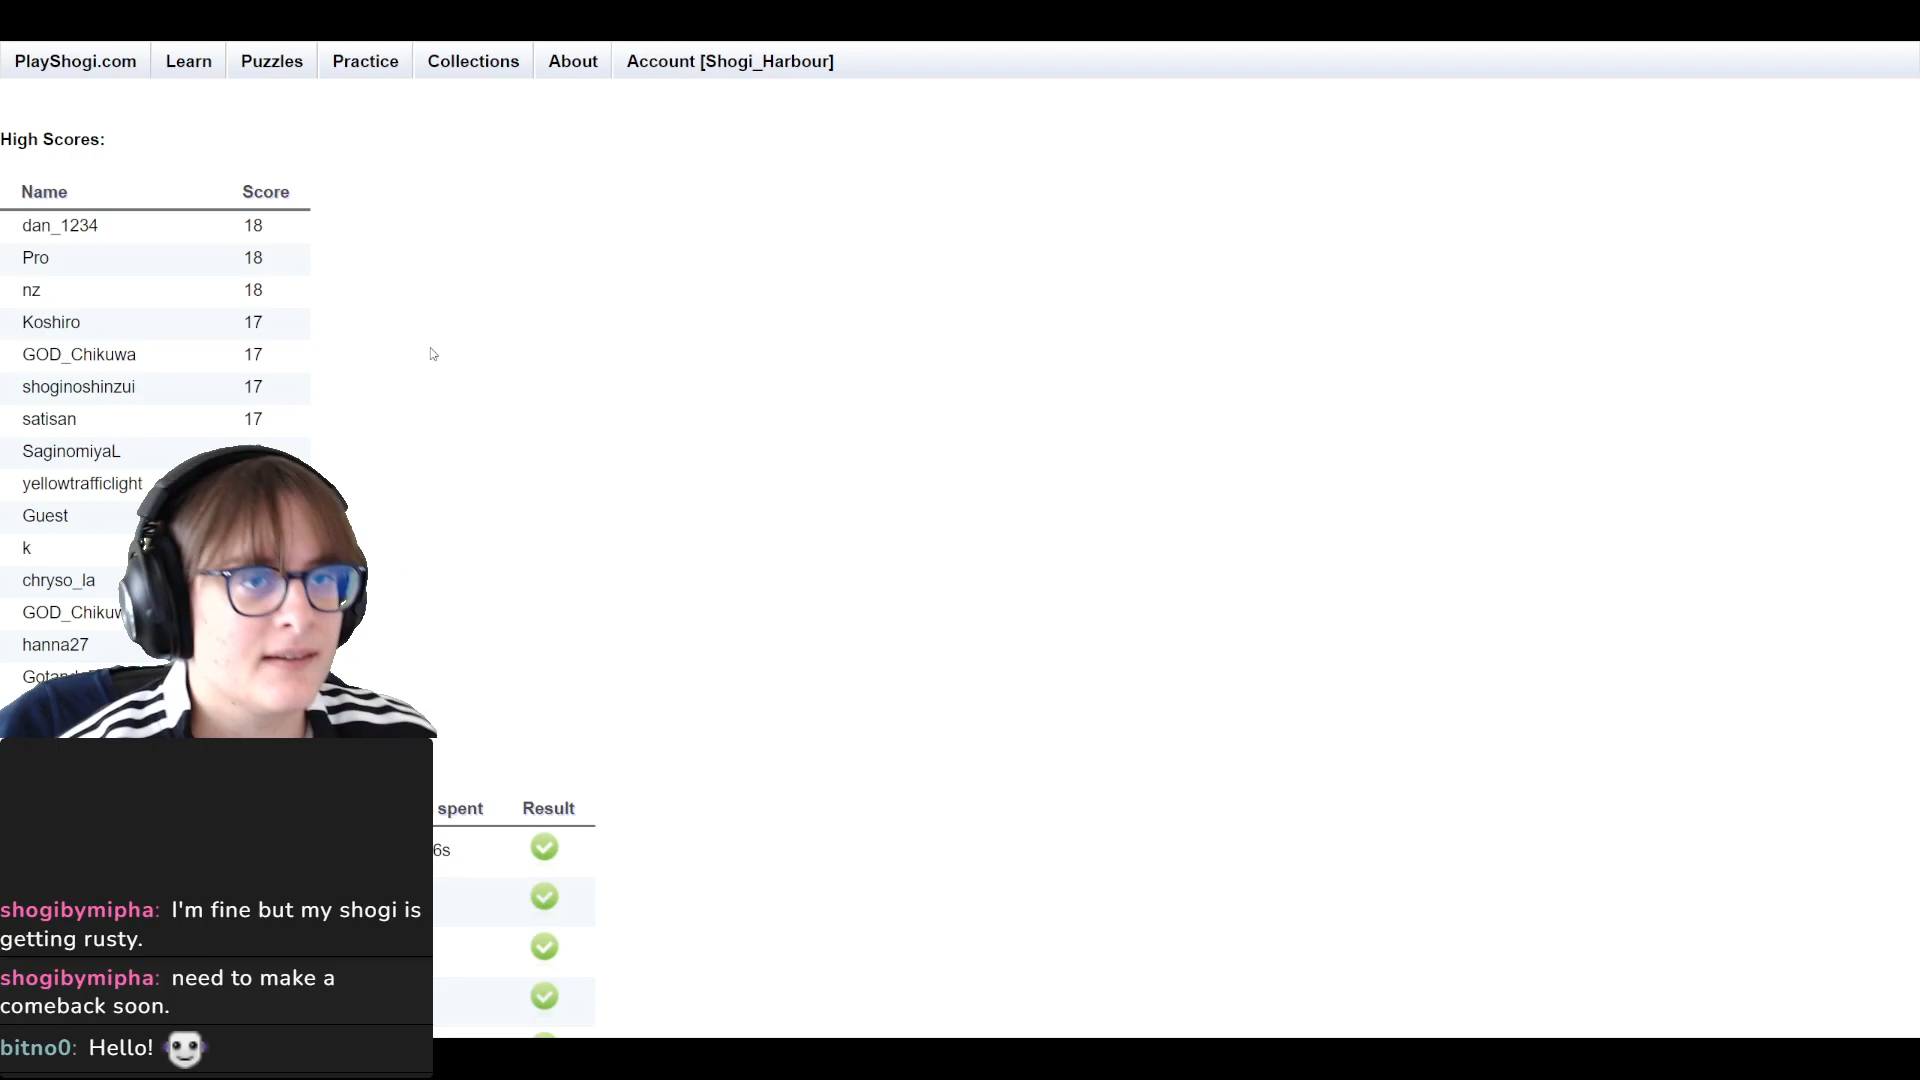 PlayShogi.com Learn Puzzles Practice Collections About Account [Shogi_Harbour]
High Scores:
Name Score
dan_1234 18
Pro 18
nz 18
Koshiro 17
GOD_Chikuwa 17
shoginoshinzui 17
satisan 17
SaginomiyaL
yellowtrafficlight
Guest
k
chryso_la
GOD_Chikuw
hanna27
spent Result
6s
shogibymipha: I'm fine but my shogi is
getting rusty.
shogibymipha: need to make a
comeback soon.
bitno0: Hello!